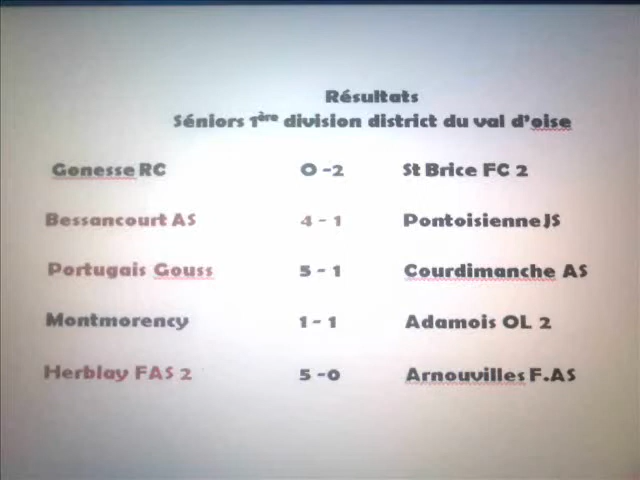 Résultats
Séniors 1ère division district du val d'oise
Gonesse RC 0 -2 St Brice FC 2
Bessancourt AS 4 - 1 Pontoisienne JS
Portugais Gouss 5 - 1 Courdimanche AS
Montmorency 1 - 1 Adamois OL 2
Herblay FAS 2 5 -0 Arnouvilles F.AS